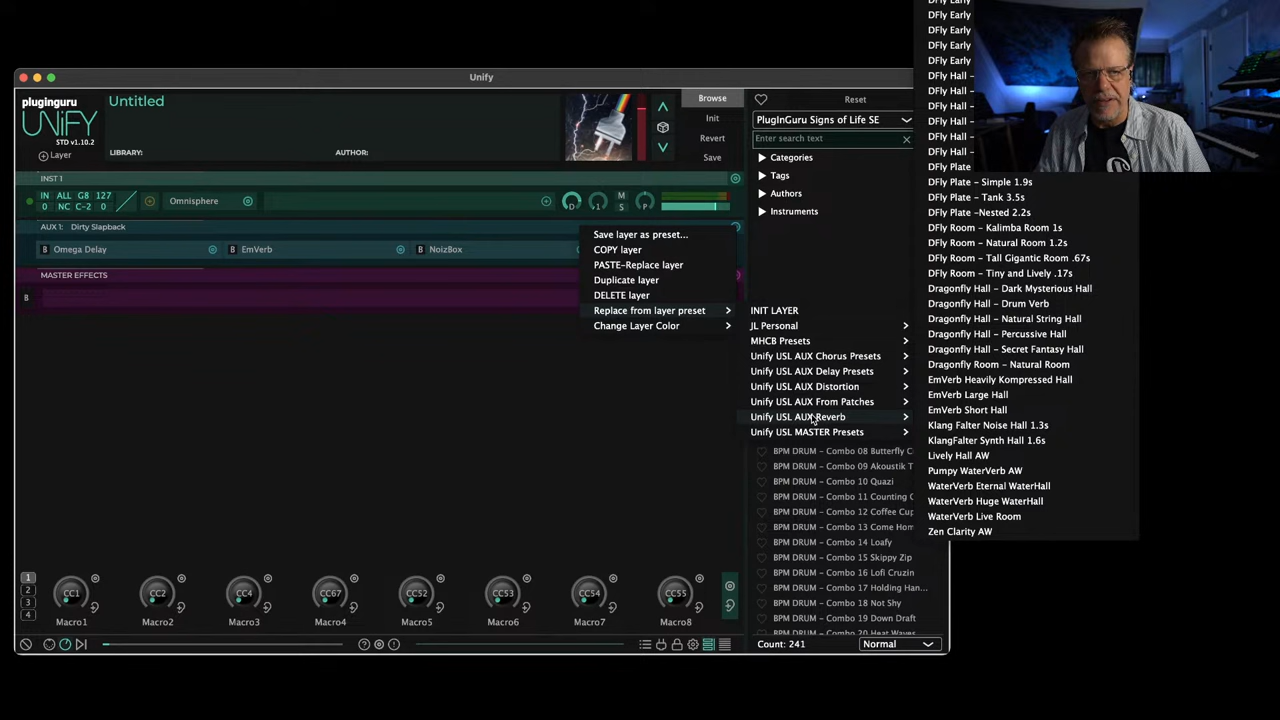 Unify
pluginguru
UNIFY
STD v1.10.2
Layer
Untitled
LIBRARY:
AUTHOR:
Browse
Init
Revert
Save
Reset
PlugInGuru Signs of Life SE
Enter search text
Categories
Tags
Authors
Instruments
INST 1
IN ALL G8 127
0 NC C-2 0
Omnisphere
D
1
M
S
P
AUX 1: Dirty Slapback
B Omega Delay
B EmVerb
B NoizBox
MASTER EFFECTS
B
Save layer as preset...
COPY layer
PASTE-Replace layer
Duplicate layer
DELETE layer
Replace from layer preset
Change Layer Color
INIT LAYER
JL Personal
MHCB Presets
Unify USL AUX Chorus Presets
Unify USL AUX Delay Presets
Unify USL AUX Distortion
Unify USL AUX From Patches
Unify USL AUX Reverb
Unify USL MASTER Presets
DFly Early
DFly Early
DFly Early
DFly Early
DFly Early
DFly Hall -
DFly Hall -
DFly Hall -
DFly Hall -
DFly Hall -
DFly Hall -
DFly Plate
DFly Plate - Simple 1.9s
DFly Plate - Tank 3.5s
DFly Plate -Nested 2.2s
DFly Room - Kalimba Room 1s
DFly Room - Natural Room 1.2s
DFly Room - Tall Gigantic Room .67s
DFly Room - Tiny and Lively .17s
Dragonfly Hall - Dark Mysterious Hall
Dragonfly Hall - Drum Verb
Dragonfly Hall - Natural String Hall
Dragonfly Hall - Percussive Hall
Dragonfly Hall - Secret Fantasy Hall
Dragonfly Room - Natural Room
EmVerb Heavily Kompressed Hall
EmVerb Large Hall
EmVerb Short Hall
Klang Falter Noise Hall 1.3s
KlangFalter Synth Hall 1.6s
Lively Hall AW
Pumpy WaterVerb AW
WaterVerb Eternal WaterHall
WaterVerb Huge WaterHall
WaterVerb Live Room
Zen Clarity AW
BPM DRUM - Combo 08 Butterfly C
BPM DRUM - Combo 09 Akoustik T
BPM DRUM - Combo 10 Quazi
BPM DRUM - Combo 11 Counting C
BPM DRUM - Combo 12 Coffee Cup
BPM DRUM - Combo 13 Come Hom
BPM DRUM - Combo 14 Loafy
BPM DRUM - Combo 15 Skippy Zip
BPM DRUM - Combo 16 Lofi Cruzin
BPM DRUM - Combo 17 Holding Han...
BPM DRUM - Combo 18 Not Shy
BPM DRUM - Combo 19 Down Draft
BPM DRUM - Combo 20 Heat Waves
Count: 241
Normal
1
2
3
4
CC1
CC2
CC4
CC67
CC52
CC53
CC54
CC55
Macro1
Macro2
Macro3
Macro4
Macro5
Macro6
Macro7
Macro8